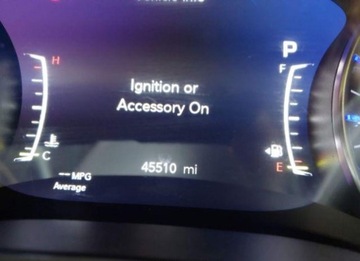 P
H
F
Ignition or
Accessory On
C
E
45510 mi
-- MPG
Average